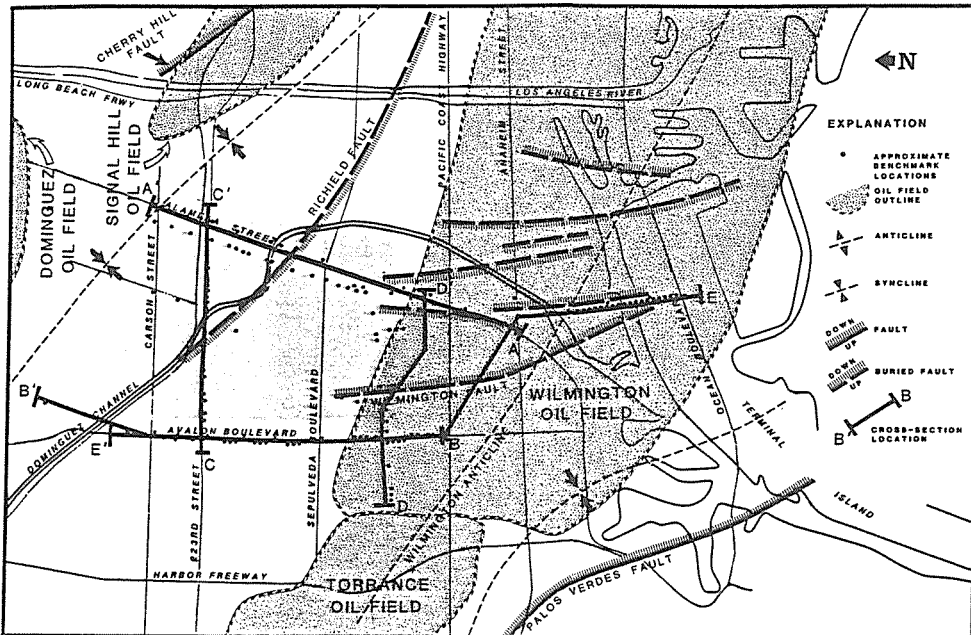 CHERRY HILL
FAULT
LONG BEACH FRWY
LOS ANGELES RIVER
PACIFIC COAST HIGHWAY
ANAHEIM STREET
N
DOMINGUEZ
OIL FIELD
SIGNAL HILL
OIL FIELD
RICHIELD FAULT
A'
C'
ALAMEDA STREET
CARSON STREET
D'
E
A
B'
DOMINGUEZ CHANNEL
E'
AVALON BOULEVARD
B
C
223RD STREET
SEPULVEDA BOULEVARD
WILMINGTON FAULT
WILMINGTON
OIL FIELD
OCEAN BOULEVARD
D
WILMINGTON ANTICLINE
TERMINAL ISLAND
HARBOR FREEWAY
TORRANCE
OIL FIELD
PALOS VERDES FAULT
EXPLANATION
APPROXIMATE
BENCHMARK
LOCATIONS
OIL FIELD
OUTLINE
ANTICLINE
SYNCLINE
DOWN
UP
FAULT
DOWN
UP
BURIED FAULT
B
B'
CROSS-SECTION
LOCATION